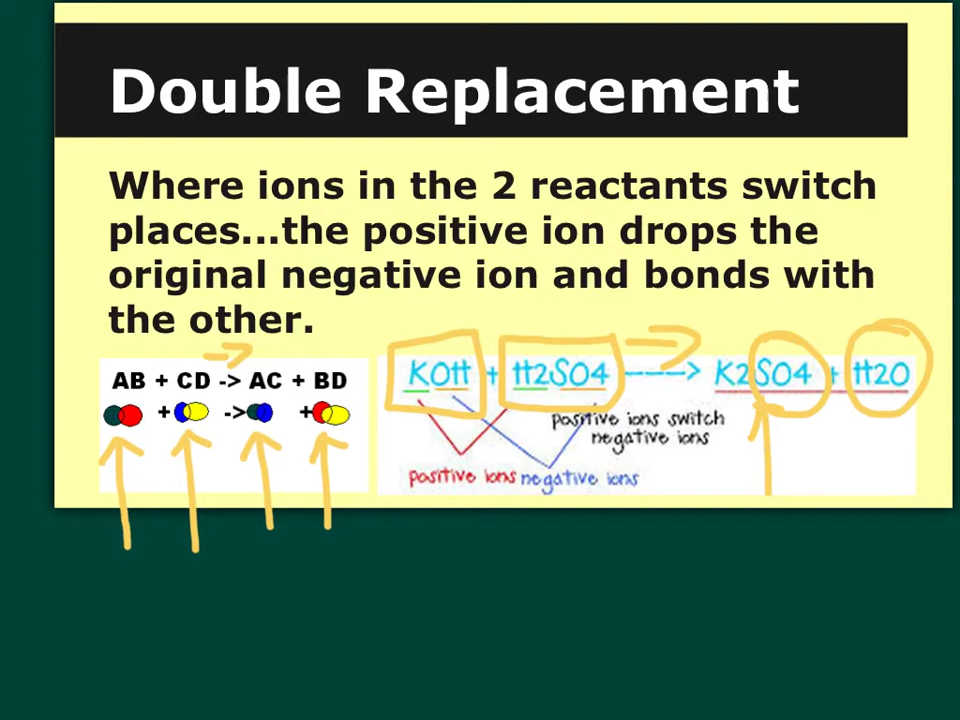 Double Replacement
Where ions in the 2 reactants switch
places...the positive ion drops the
original negative ion and bonds with
the other.
AB + CD -> AC + BD
+ -> +
KOH + H2SO4 ----> K2SO4 + H2O
positive ions switch
negative ions
positive ions negative ions